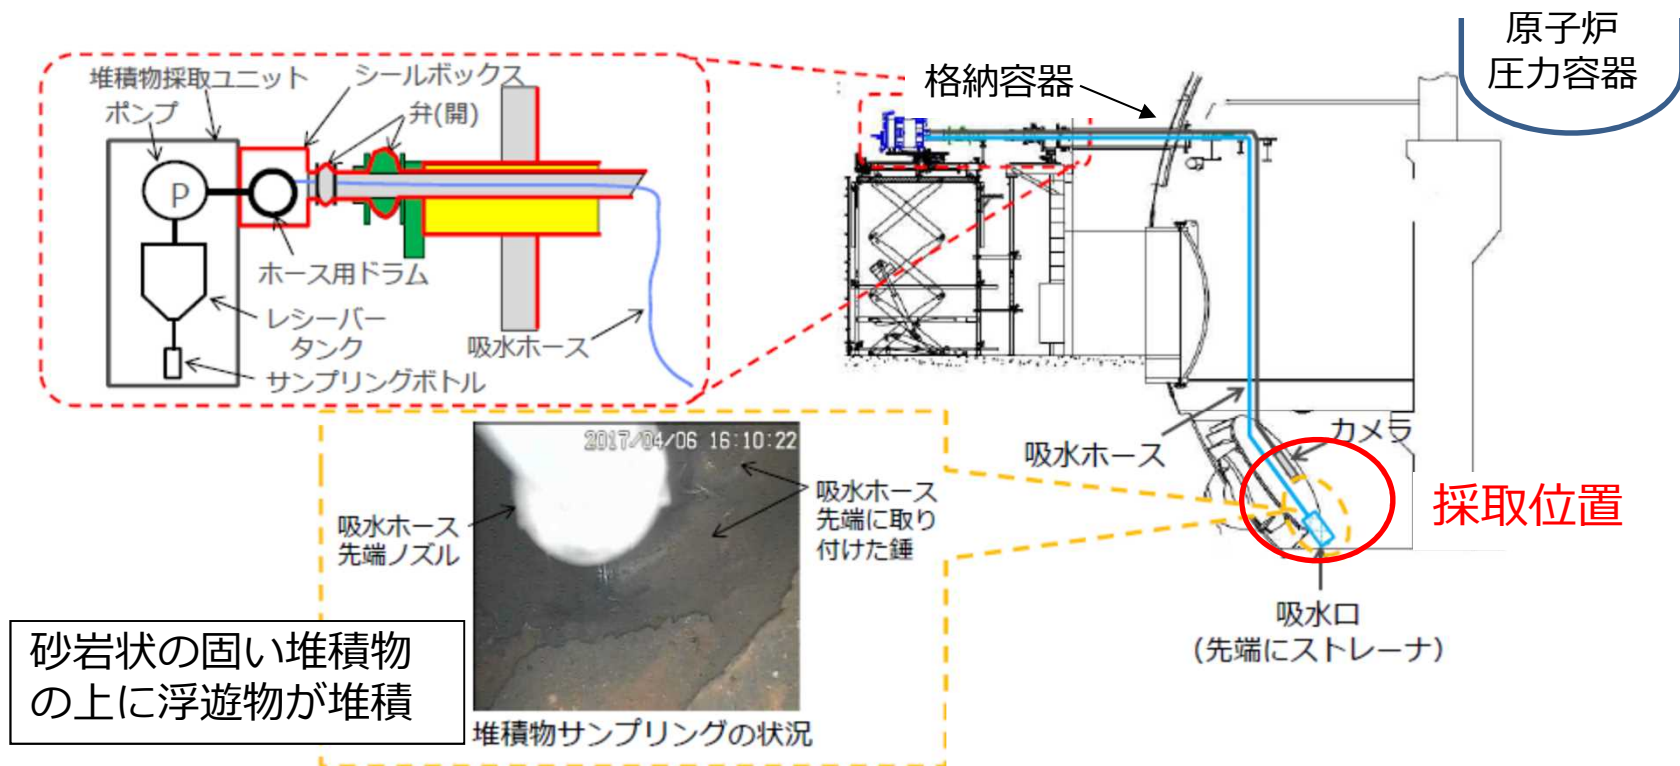 原子炉
圧力容器
格納容器
堆積物採取ユニット
シールボックス
ポンプ
弁(開)
P
ホース用ドラム
レシーバー
タンク
サンプリングボトル
吸水ホース
カメラ
吸水ホース
採取位置
2017/04/06 16:10:22
吸水ホース
先端ノズル
吸水ホース
先端に取り
付けた錘
吸水口
(先端にストレーナ)
砂岩状の固い堆積物
の上に浮遊物が堆積
堆積物サンプリングの状況